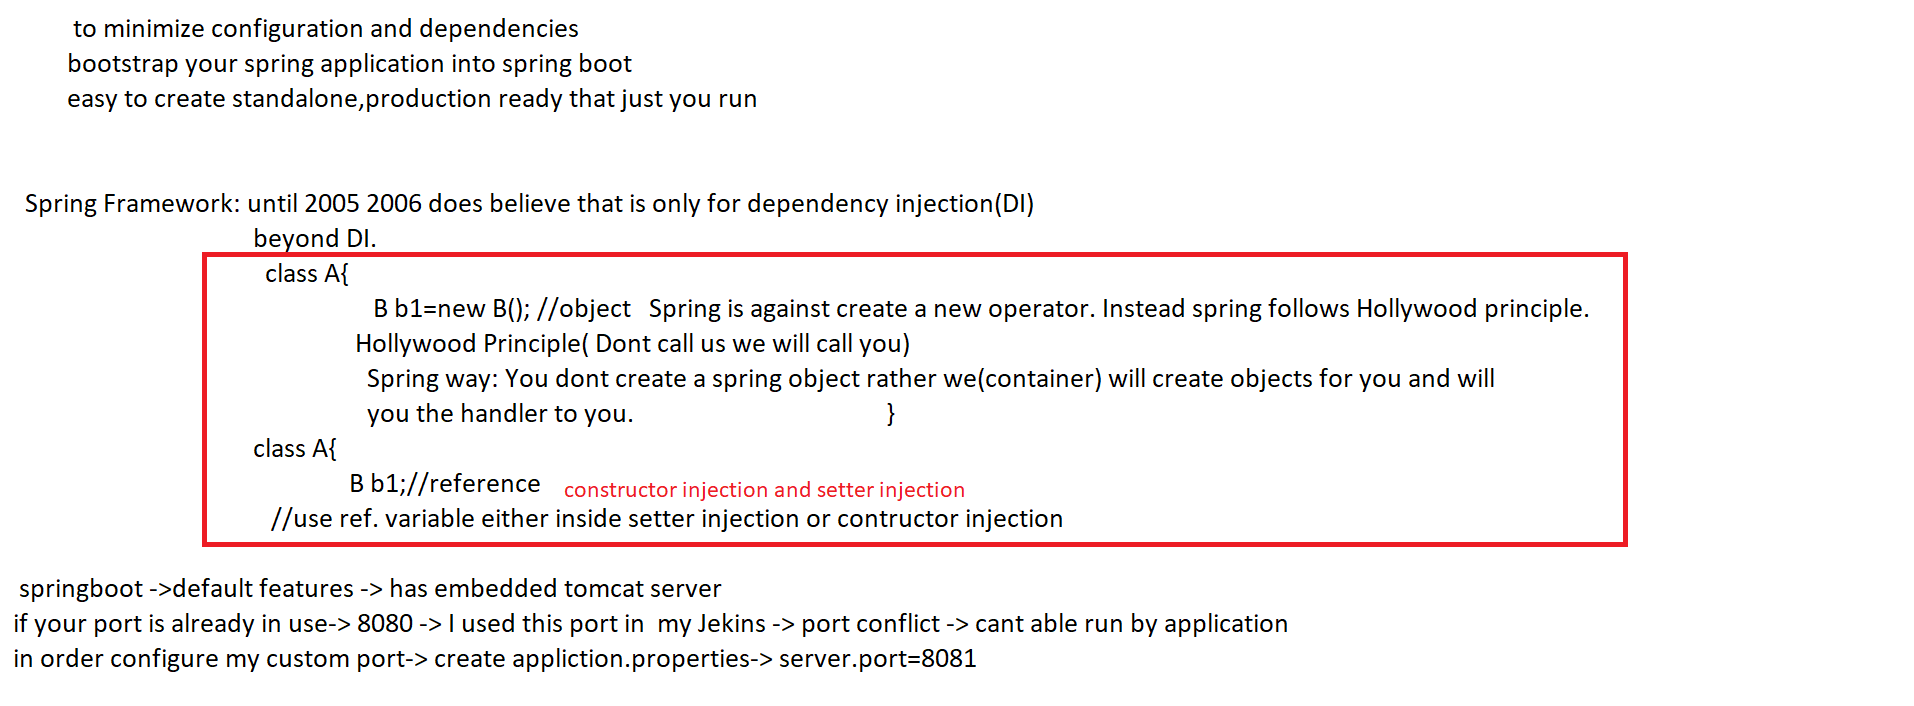 to minimize configuration and dependencies
bootstrap your spring application into spring boot
easy to create standalone,production ready that just you run
Spring Framework: until 2005 2006 does believe that is only for dependency injection(DI)
beyond DI.
class A{
B b1=new B(); //object Spring is against create a new operator. Instead spring follows Hollywood principle.
Hollywood Principle( Dont call us we will call you)
Spring way: You dont create a spring object rather we(container) will create objects for you and will
you the handler to you. }
class A{
B b1;//reference constructor injection and setter injection
//use ref. variable either inside setter injection or contructor injection
springboot ->default features -> has embedded tomcat server
if your port is already in use-> 8080 -> I used this port in my Jekins -> port conflict -> cant able run by application
in order configure my custom port-> create appliction.properties-> server.port=8081